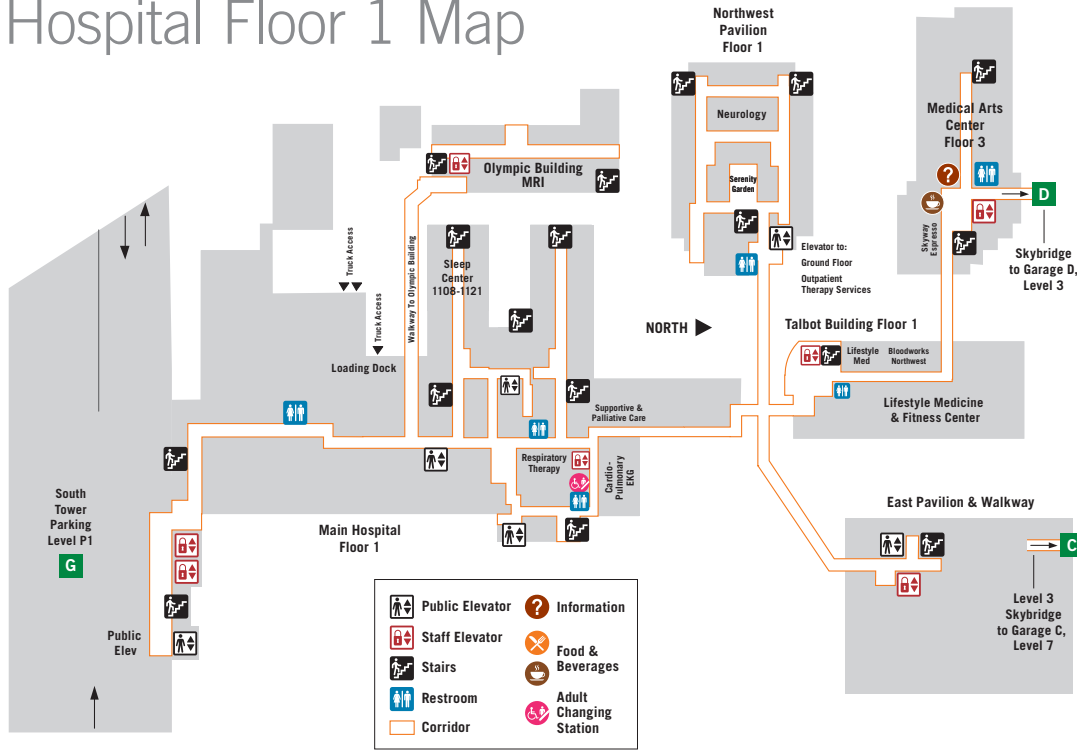 Hospital Floor 1 Map
Northwest
Pavilion
Floor 1
Neurology
Serenity
Garden
Elevator to:
Ground Floor
Outpatient
Therapy Services
Medical Arts
Center
Floor 3
?
Skyway
Espresso
D
Skybridge
to Garage D,
Level 3
Olympic Building
MRI
Walkway To Olympic Building
Sleep
Center
1108-1121
Truck Access
Truck Access
Loading Dock
NORTH
Talbot Building Floor 1
Lifestyle
Med
Bloodworks
Northwest
Lifestyle Medicine
& Fitness Center
Supportive &
Palliative Care
Respiratory
Therapy
Cardio-
Pulmonary
EKG
Main Hospital
Floor 1
South
Tower
Parking
Level P1
G
Public
Elev
East Pavilion & Walkway
C
Level 3
Skybridge
to Garage C,
Level 7
Public Elevator
Staff Elevator
Stairs
Restroom
Corridor
?
Information
Food &
Beverages
Adult
Changing
Station